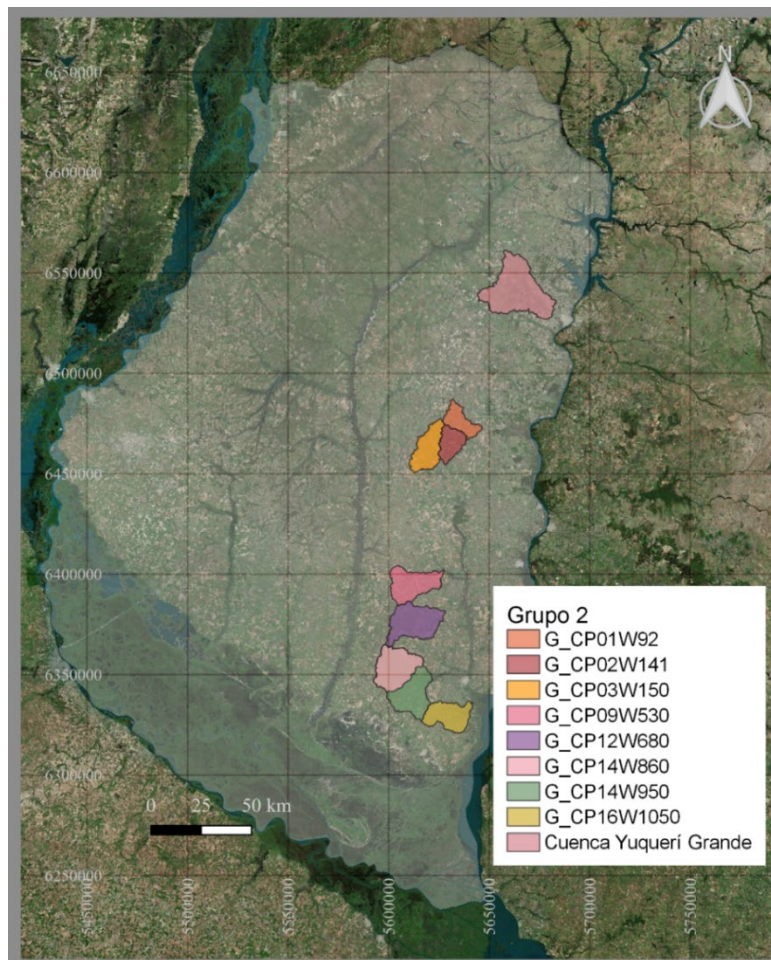 N
6650000
6600000
6550000
6500000
6450000
6400000
6350000
6300000
6250000
0 25 50 km
5450000
5500000
5550000
5600000
5650000
5700000
5750000
Grupo 2
G_CP01W92
G_CP02W141
G_CP03W150
G_CP09W530
G_CP12W680
G_CP14W860
G_CP14W950
G_CP16W1050
Cuenca Yuquerí Grande